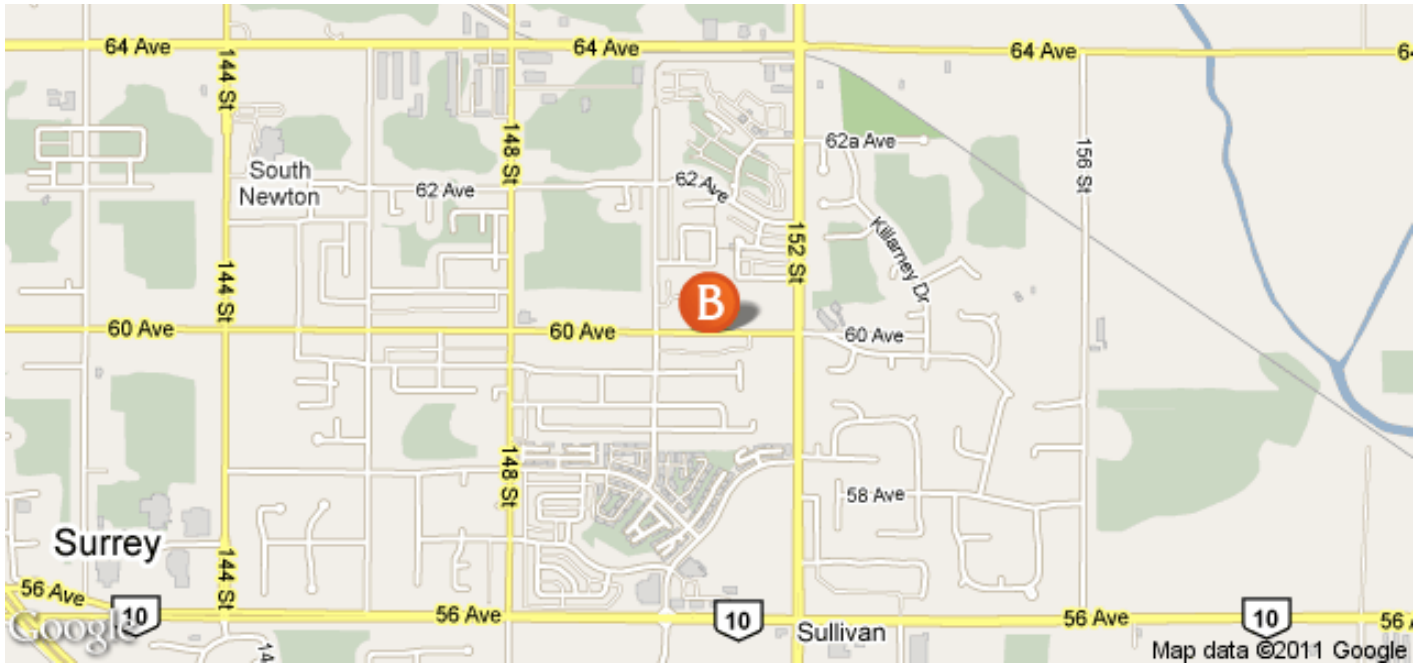 64 Ave
64 Ave
64 Ave
64
144 St
148 St
62a Ave
156 St
South
Newton
62 Ave
62 Ave
152 St
Killarney Dr
144 St
B
60 Ave
60 Ave
60 Ave
148 St
58 Ave
Surrey
144 St
56 Ave
10
56 Ave
10
56 Ave
10
56 A
Google
14
Sullivan
Map data ©2011 Google